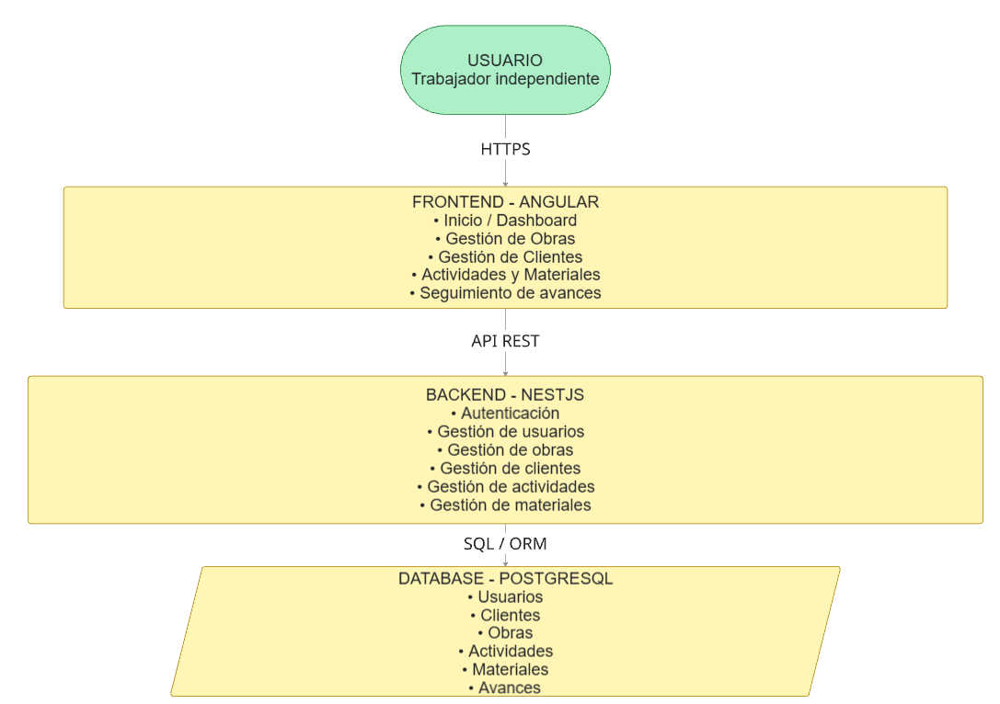 USUARIO
Trabajador independiente
HTTPS
FRONTEND - ANGULAR
• Inicio / Dashboard
• Gestión de Obras
• Gestión de Clientes
• Actividades y Materiales
• Seguimiento de avances
API REST
BACKEND - NESTJS
• Autenticación
• Gestión de usuarios
• Gestión de obras
• Gestión de clientes
• Gestión de actividades
• Gestión de materiales
SQL / ORM
DATABASE - POSTGRESQL
• Usuarios
• Clientes
• Obras
• Actividades
• Materiales
• Avances